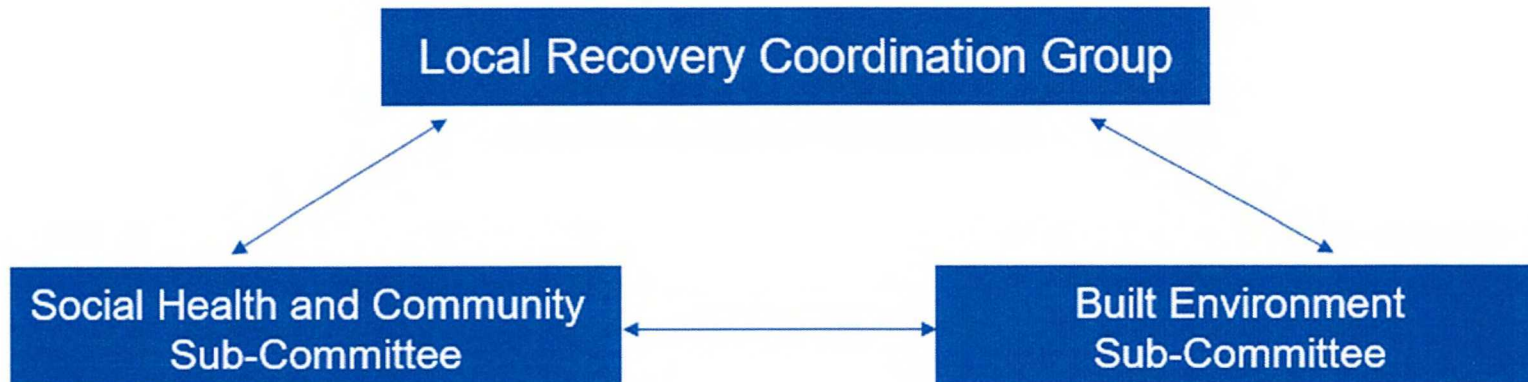 Local Recovery Coordination Group
Social Health and Community
Sub-Committee
Built Environment
Sub-Committee